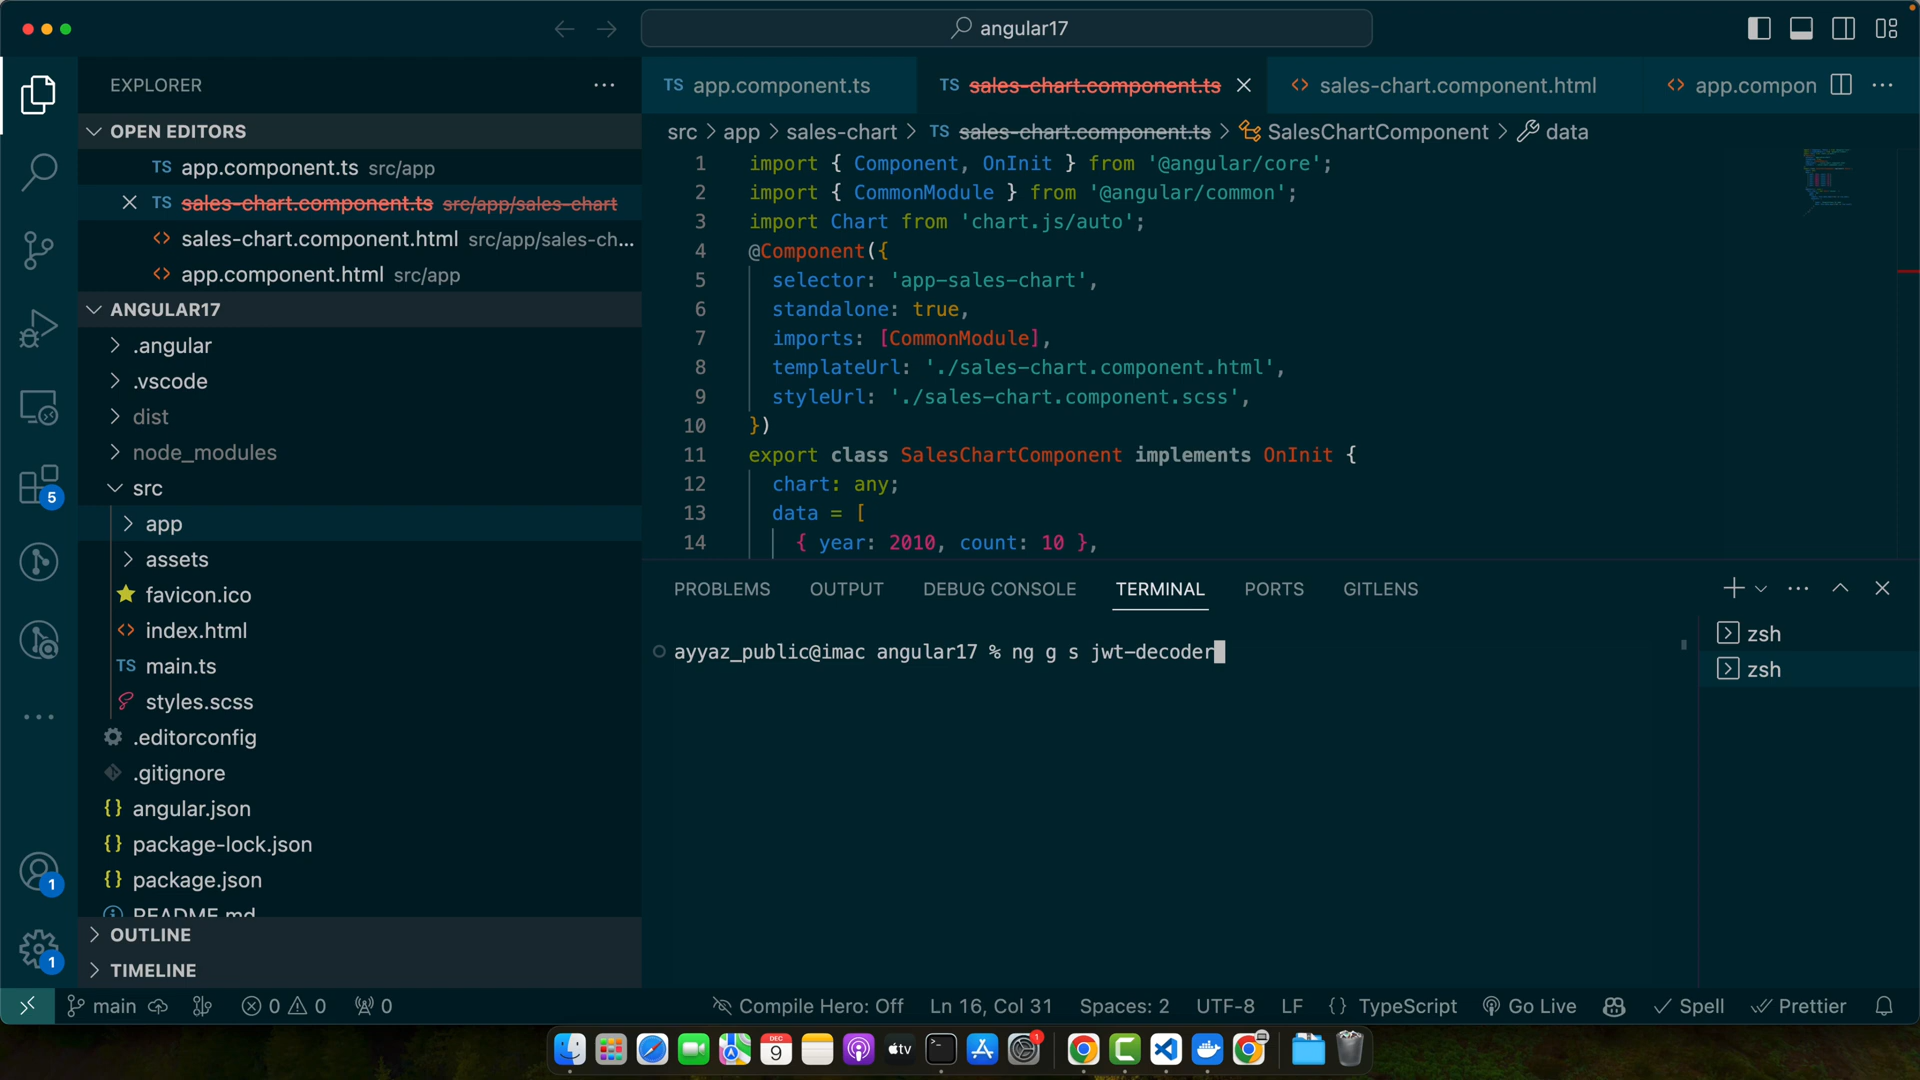 angular17
EXPLORER
OPEN EDITORS
TS app.component.ts src/app
TS sales-chart.component.ts src/app/sales-chart
<> sales-chart.component.html src/app/sales-ch...
<> app.component.html src/app
ANGULAR17
.angular
.vscode
dist
node_modules
src
app
assets
favicon.ico
<> index.html
TS main.ts
styles.scss
.editorconfig
.gitignore
{} angular.json
{} package-lock.json
{} package.json
README.md
OUTLINE
TIMELINE
5
1
1
TS app.component.ts
TS sales-chart.component.ts
<> sales-chart.component.html
<> app.compon
src > app > sales-chart > TS sales-chart.component.ts > SalesChartComponent > data
1 import { Component, OnInit } from '@angular/core';
2 import { CommonModule } from '@angular/common';
3 import Chart from 'chart.js/auto';
4 @Component({
5 selector: 'app-sales-chart',
6 standalone: true,
7 imports: [CommonModule],
8 templateUrl: './sales-chart.component.html',
9 styleUrl: './sales-chart.component.scss',
10 })
11 export class SalesChartComponent implements OnInit {
12 chart: any;
13 data = [
14 { year: 2010, count: 10 },
PROBLEMS OUTPUT DEBUG CONSOLE TERMINAL PORTS GITLENS
ayyaz_public@imac angular17 % ng g s jwt-decoder
zsh
zsh
main 0 0 0 Compile Hero: Off Ln 16, Col 31 Spaces: 2 UTF-8 LF {} TypeScript Go Live Spell Prettier
DEC
9
tv
1